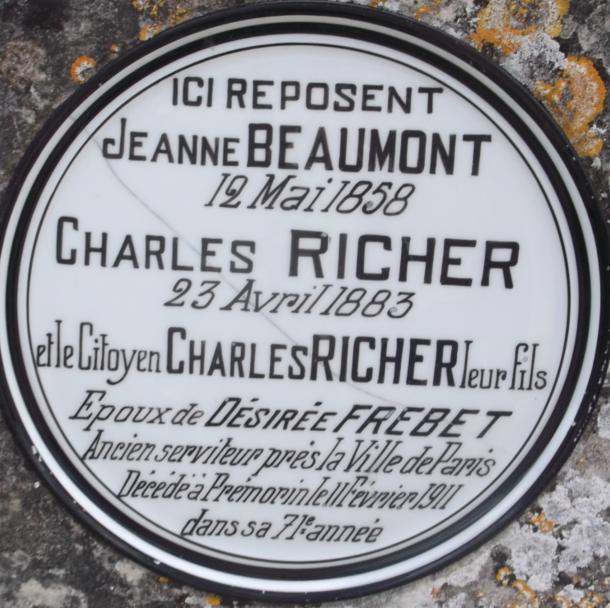 ICI REPOSENT
JEANNE BEAUMONT
12 Mai 1858
CHARLES RICHER
23 Avril 1883
et le Citoyen CHARLES RICHER leur fils
Epoux de DÉSIRÉE FREBET
Ancien serviteur prés la Ville de Paris
Décédé à Prémorin le 11 Février 1911
dans sa 71e année